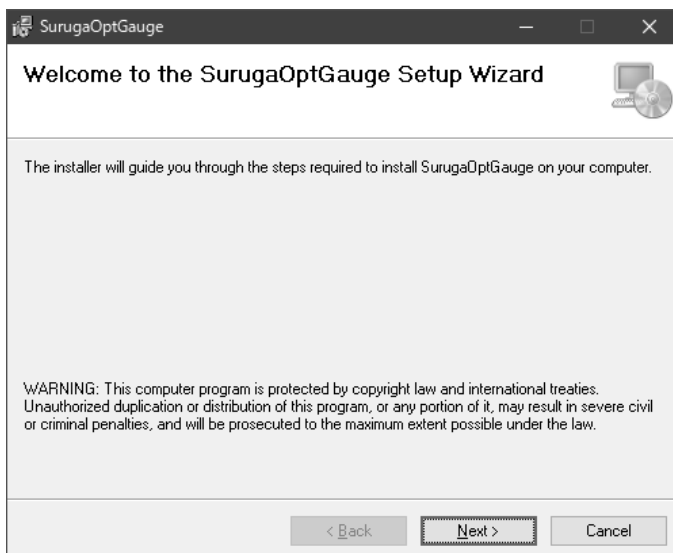 SurugaOptGauge
Welcome to the SurugaOptGauge Setup Wizard
The installer will guide you through the steps required to install SurugaOptGauge on your computer.
WARNING: This computer program is protected by copyright law and international treaties.
Unauthorized duplication or distribution of this program, or any portion of it, may result in severe civil
or criminal penalties, and will be prosecuted to the maximum extent possible under the law.
< Back Next > Cancel